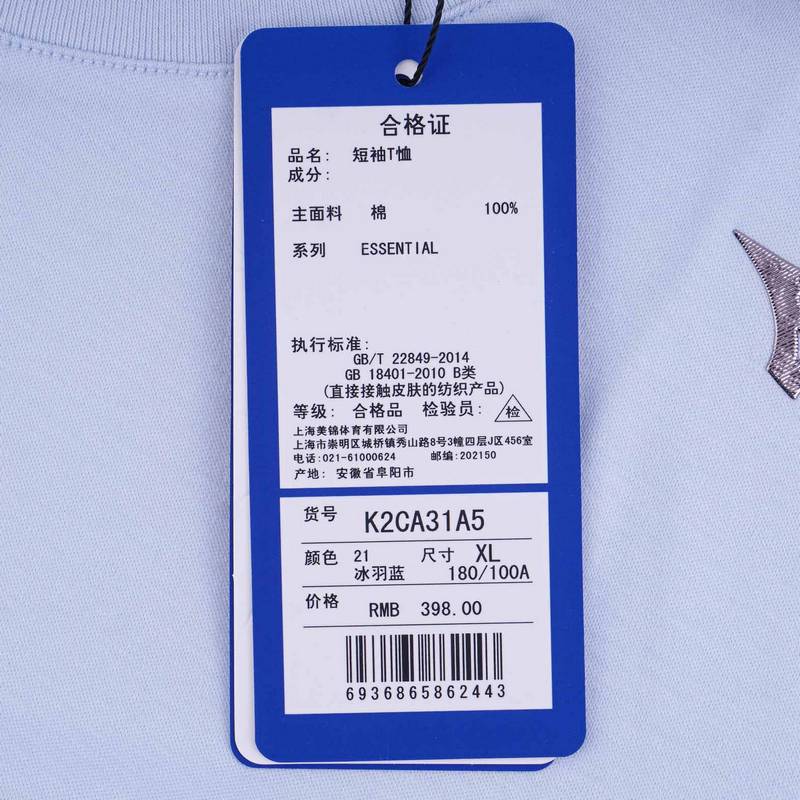 合格证
品名: 短袖T恤
成分:
主面料 棉 100%
系列 ESSENTIAL
执行标准:
GB/T 22849-2014
GB 18401-2010 B类
(直接接触皮肤的纺织产品)
等级: 合格品 检验员: 检
上海美锦体育有限公司
上海市崇明区城桥镇秀山路8号3幢四层J区456室
电话:021-61000624 邮编:202150
产地: 安徽省阜阳市
货号 K2CA31A5
颜色 21 尺寸 XL
冰羽蓝 180/100A
价格 RMB 398.00
6936865862443